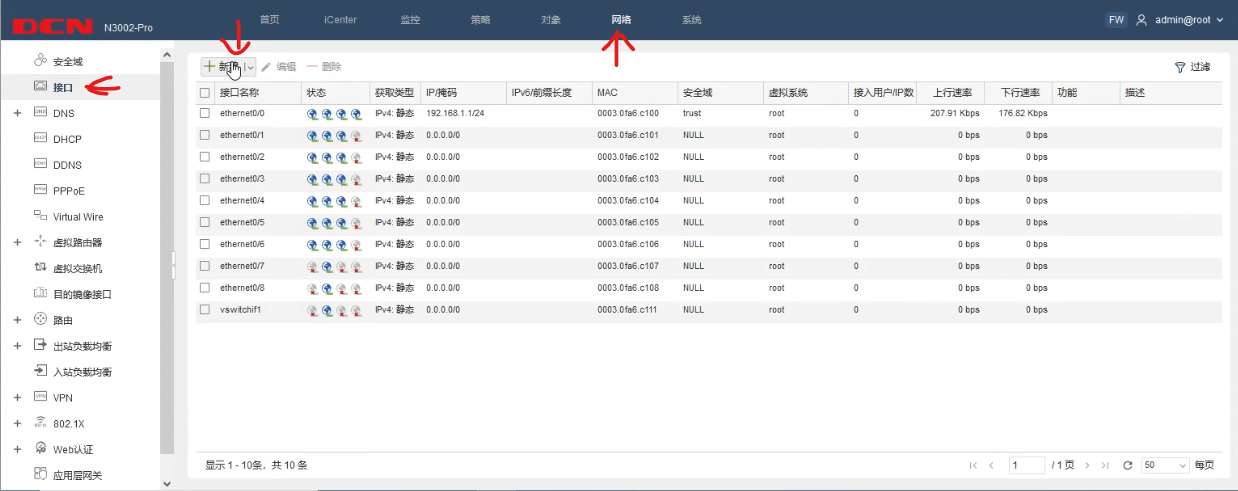 DCN N3002-Pro 首页 iCenter 监控 策略 对象 网络 系统 FW admin@root
安全域
接口
DNS
DHCP
DDNS
PPPoE
Virtual Wire
虚拟路由器
虚拟交换机
目的镜像接口
路由
出站负载均衡
入站负载均衡
VPN
802.1X
Web认证
应用层网关
新建 编辑 删除 过滤
接口名称 状态 获取类型 IP/掩码 IPv6/前缀长度 MAC 安全域 虚拟系统 接入用户/IP数 上行速率 下行速率 功能 描述
ethernet0/0 IPv4: 静态 192.168.1.1/24 0003.0fa6.c100 trust root 0 207.91 Kbps 176.82 Kbps
ethernet0/1 IPv4: 静态 0.0.0.0/0 0003.0fa6.c101 NULL root 0 0 bps 0 bps
ethernet0/2 IPv4: 静态 0.0.0.0/0 0003.0fa6.c102 NULL root 0 0 bps 0 bps
ethernet0/3 IPv4: 静态 0.0.0.0/0 0003.0fa6.c103 NULL root 0 0 bps 0 bps
ethernet0/4 IPv4: 静态 0.0.0.0/0 0003.0fa6.c104 NULL root 0 0 bps 0 bps
ethernet0/5 IPv4: 静态 0.0.0.0/0 0003.0fa6.c105 NULL root 0 0 bps 0 bps
ethernet0/6 IPv4: 静态 0.0.0.0/0 0003.0fa6.c106 NULL root 0 0 bps 0 bps
ethernet0/7 IPv4: 静态 0.0.0.0/0 0003.0fa6.c107 NULL root 0 0 bps 0 bps
ethernet0/8 IPv4: 静态 0.0.0.0/0 0003.0fa6.c108 NULL root 0 0 bps 0 bps
vswitchif1 IPv4: 静态 0.0.0.0/0 0003.0fa6.c111 NULL root 0 0 bps 0 bps
显示 1 - 10条，共 10 条 1 / 1 页 50 每页